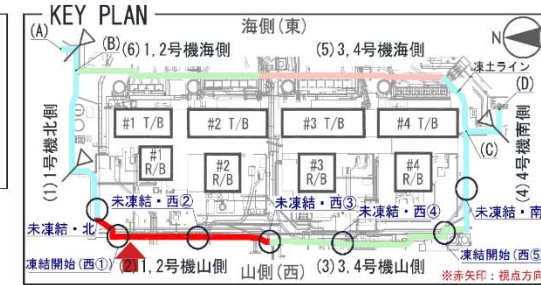 KEY PLAN
海側(東)
N
(A)
(B)
(6)1,2号機海側
(5)3,4号機海側
凍土ライン
(D)
#1 T/B
#2 T/B
#3 T/B
#4 T/B
(C)
(1)1号機北側
#1
R/B
#2
R/B
#3
R/B
#4
R/B
(4)4号機南側
未凍結・北
未凍結・西②
未凍結・西③
未凍結・西④
未凍結・南
凍結開始(西①)
(2)1,2号機山側
山側(西)
(3)3,4号機山側
凍結開始(西⑤)
※赤矢印:視点方向